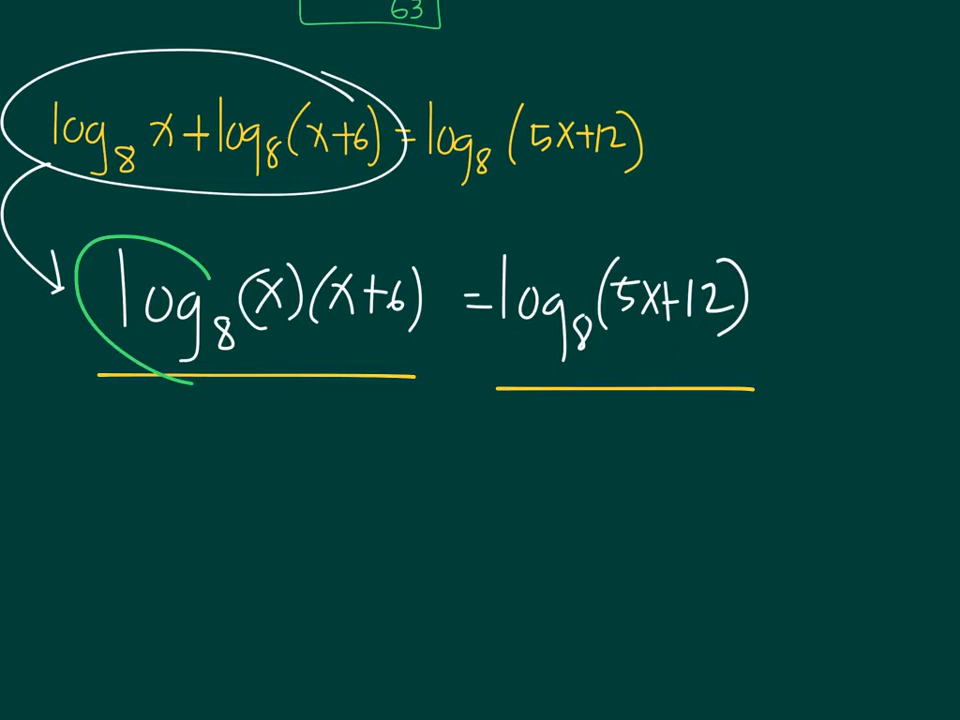 63
log₈ x + log₈ (x+6) = log₈ (5x+12)
log₈ (x)(x+6) = log₈ (5x+12)